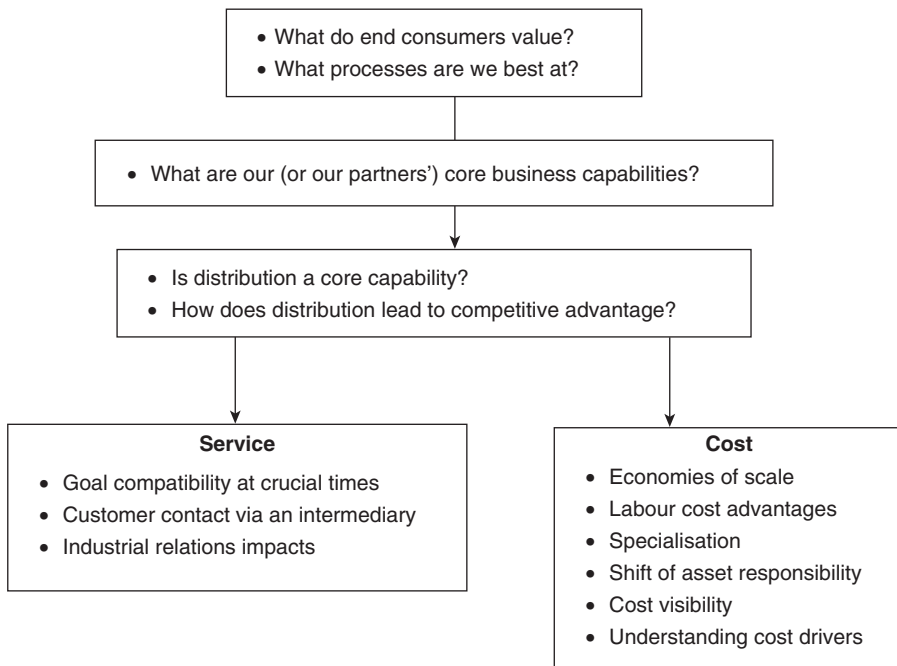 • What do end consumers value?
• What processes are we best at?
• What are our (or our partners') core business capabilities?
• Is distribution a core capability?
• How does distribution lead to competitive advantage?
Service
• Goal compatibility at crucial times
• Customer contact via an intermediary
• Industrial relations impacts
Cost
• Economies of scale
• Labour cost advantages
• Specialisation
• Shift of asset responsibility
• Cost visibility
• Understanding cost drivers